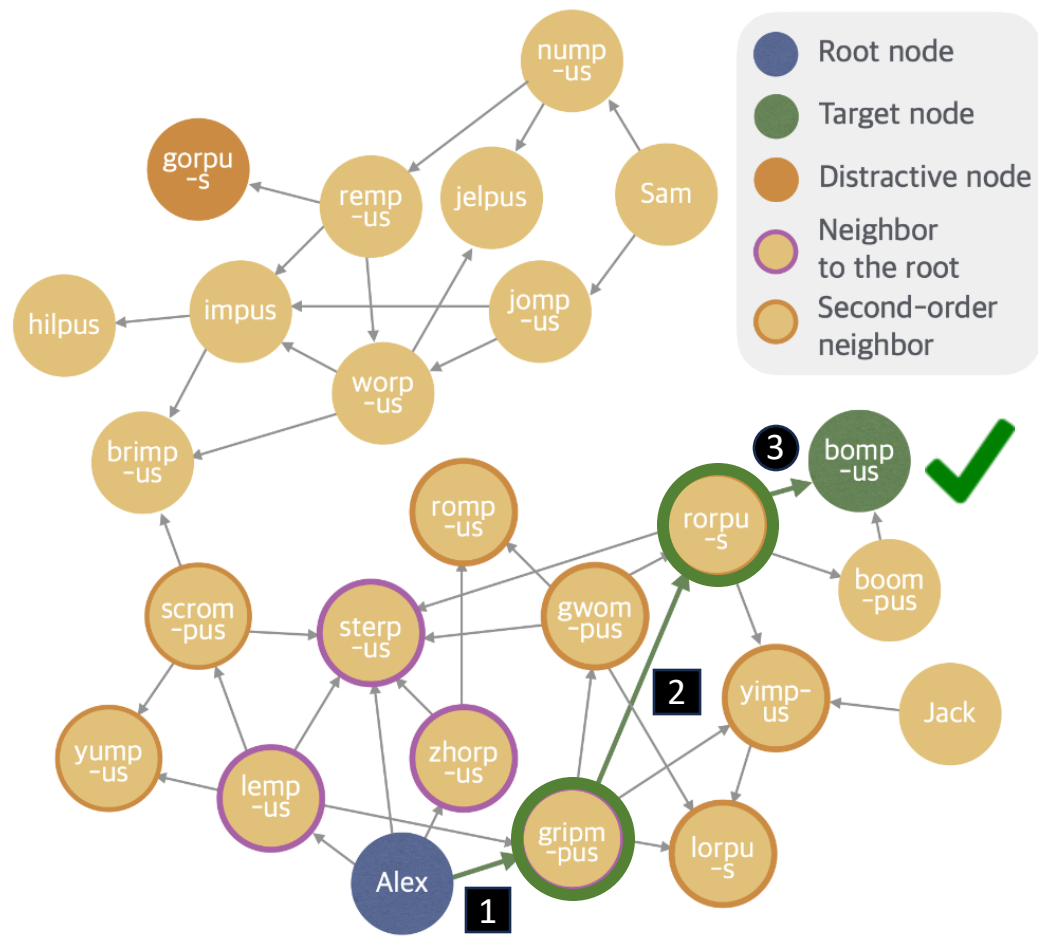 nump
-us
Root node
Target node
Distractive node
Neighbor
to the root
Second-order
neighbor
gorpu
-s
remp
-us
jelpus
Sam
hilpus
impus
jomp
-us
worp
-us
brimp
-us
3
bomp
-us
romp
-us
rorpu
-s
boom
-pus
scrom
-pus
sterp
-us
gwom
-pus
2
yimp-
us
Jack
yump
-us
lemp
-us
zhorp
-us
gripm
-pus
lorpu
-s
Alex
1